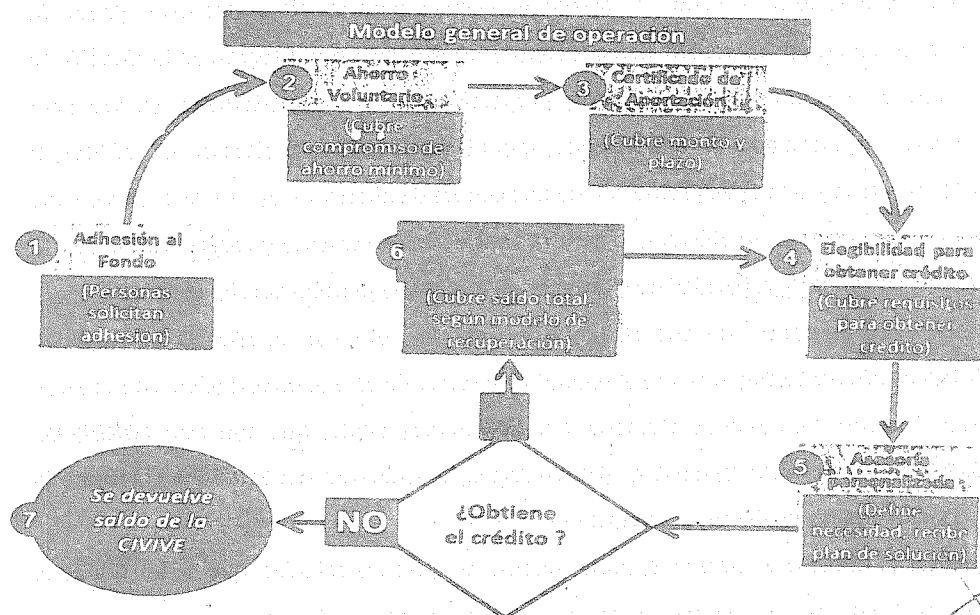 Modelo general de operación
2
Ahorro
Voluntario
(Cubre
compromiso de
ahorro mínimo)
3
Certificado de
Aportación
(Cubre monto y
plazo)
1
Adhesión al
Fondo
(Personas
solicitan
adhesión)
6
(Cubre saldo total,
según modelo de
recuperación)
4
Elegibilidad para
obtener crédito
(Cubre requisitos
para obtener
crédito)
5
Asesoría
personalizada
(Define
necesidad, recibe
plan de solución)
¿Obtiene
el crédito ?
NO
7
Se devuelve
saldo de la
CIVIVE